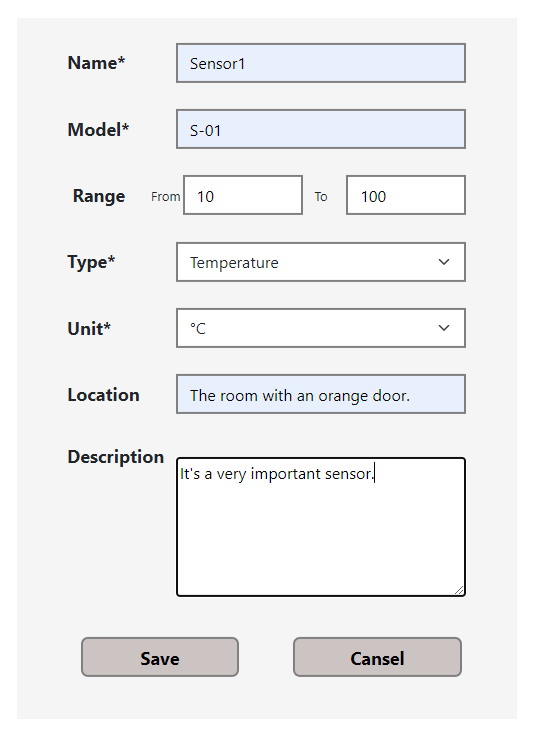 Name* Sensor1
Model* S-01
Range From 10 To 100
Type* Temperature
Unit* °C
Location The room with an orange door.
Description
It's a very important sensor.
Save Cansel